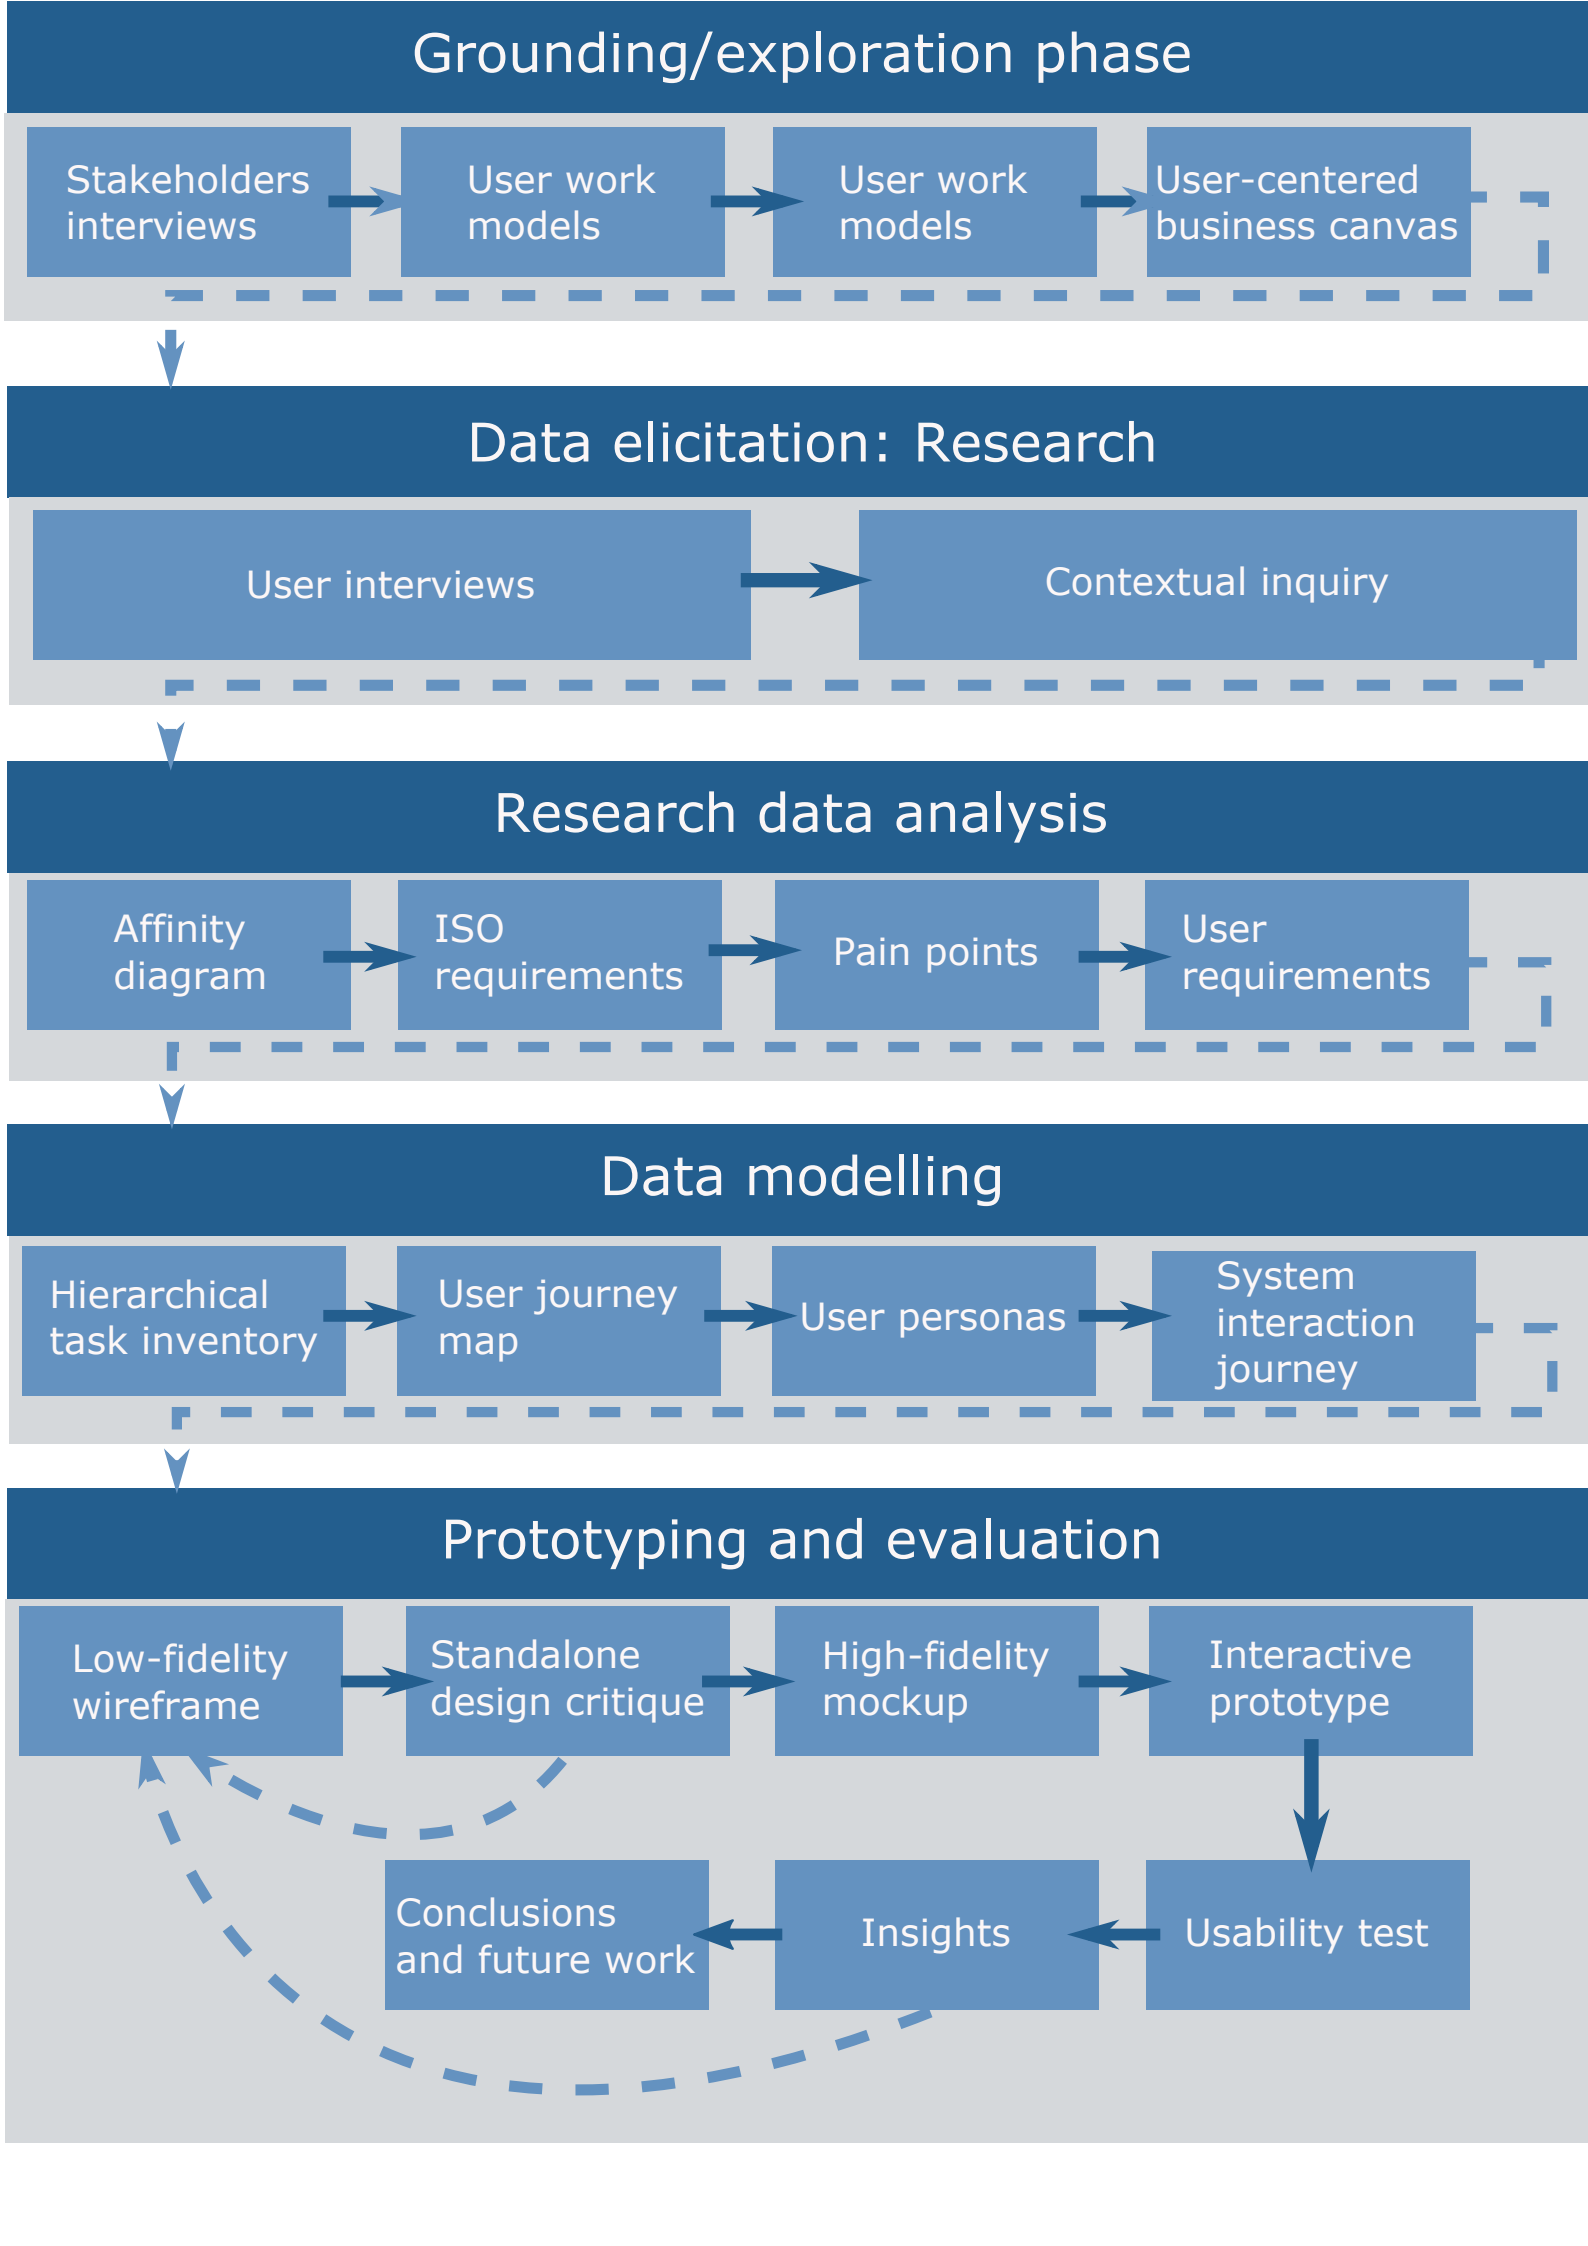 Grounding/exploration phase
Stakeholders
interviews
User work
models
User work
models
User-centered
business canvas
Data elicitation: Research
User interviews
Contextual inquiry
Research data analysis
Affinity
diagram
ISO
requirements
Pain points
User
requirements
Data modelling
Hierarchical
task inventory
User journey
map
User personas
System
interaction
journey
Prototyping and evaluation
Low-fidelity
wireframe
Standalone
design critique
High-fidelity
mockup
Interactive
prototype
Conclusions
and future work
Insights
Usability test